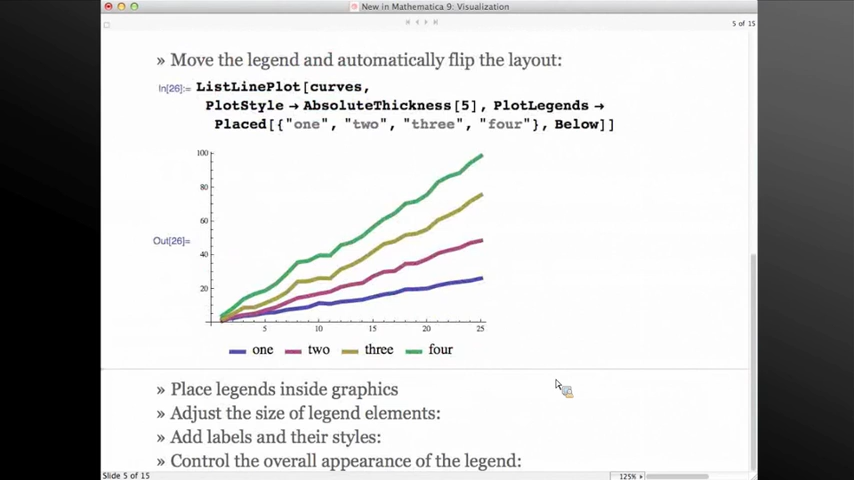 New in Mathematica 9: Visualization
5 of 15
» Move the legend and automatically flip the layout:
In[26]:= ListLinePlot[curves,
PlotStyle → AbsoluteThickness[5], PlotLegends →
Placed[{"one", "two", "three", "four"}, Below]]
100
80
60
Out[26]=
40
20
5 10 15 20 25
one two three four
» Place legends inside graphics
» Adjust the size of legend elements:
» Add labels and their styles:
» Control the overall appearance of the legend:
Slide 5 of 15
125%